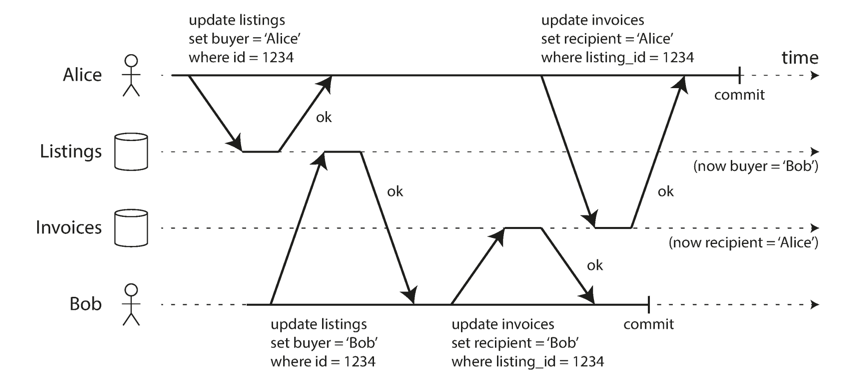 update listings
set buyer = ‘Alice’
where id = 1234
update invoices
set recipient = ‘Alice’
where listing_id = 1234
Alice
time
commit
ok
Listings
(now buyer = ‘Bob’)
ok
ok
Invoices
(now recipient = ‘Alice’)
ok
Bob
commit
update listings
set buyer = ‘Bob’
where id = 1234
update invoices
set recipient = ‘Bob’
where listing_id = 1234